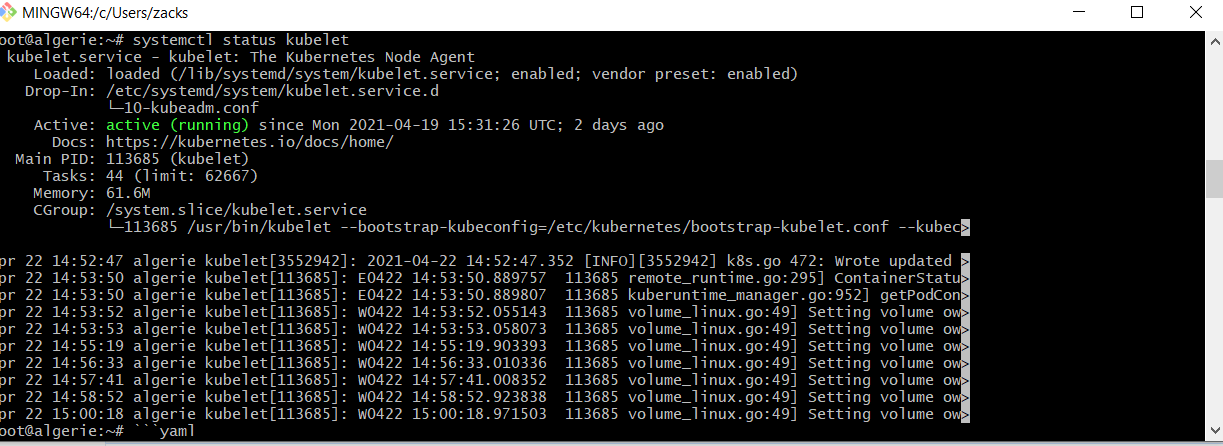 MINGW64:/c/Users/zacks
oot@algerie:~# systemctl status kubelet
kubelet.service - kubelet: The Kubernetes Node Agent
Loaded: loaded (/lib/systemd/system/kubelet.service; enabled; vendor preset: enabled)
Drop-In: /etc/systemd/system/kubelet.service.d
└─10-kubeadm.conf
Active: active (running) since Mon 2021-04-19 15:31:26 UTC; 2 days ago
Docs: https://kubernetes.io/docs/home/
Main PID: 113685 (kubelet)
Tasks: 44 (limit: 62667)
Memory: 61.6M
CGroup: /system.slice/kubelet.service
└─113685 /usr/bin/kubelet --bootstrap-kubeconfig=/etc/kubernetes/bootstrap-kubelet.conf --kubec>
pr 22 14:52:47 algerie kubelet[3552942]: 2021-04-22 14:52:47.352 [INFO][3552942] k8s.go 472: Wrote updated >
pr 22 14:53:50 algerie kubelet[113685]: E0422 14:53:50.889757  113685 remote_runtime.go:295] ContainerStatu>
pr 22 14:53:50 algerie kubelet[113685]: E0422 14:53:50.889807  113685 kuberuntime_manager.go:952] getPodCon>
pr 22 14:53:52 algerie kubelet[113685]: W0422 14:53:52.055143  113685 volume_linux.go:49] Setting volume ow>
pr 22 14:53:53 algerie kubelet[113685]: W0422 14:53:53.058073  113685 volume_linux.go:49] Setting volume ow>
pr 22 14:55:19 algerie kubelet[113685]: W0422 14:55:19.903393  113685 volume_linux.go:49] Setting volume ow>
pr 22 14:56:33 algerie kubelet[113685]: W0422 14:56:33.010336  113685 volume_linux.go:49] Setting volume ow>
pr 22 14:57:41 algerie kubelet[113685]: W0422 14:57:41.008352  113685 volume_linux.go:49] Setting volume ow>
pr 22 14:58:52 algerie kubelet[113685]: W0422 14:58:52.923838  113685 volume_linux.go:49] Setting volume ow>
pr 22 15:00:18 algerie kubelet[113685]: W0422 15:00:18.971503  113685 volume_linux.go:49] Setting volume ow>
oot@algerie:~# ```yaml